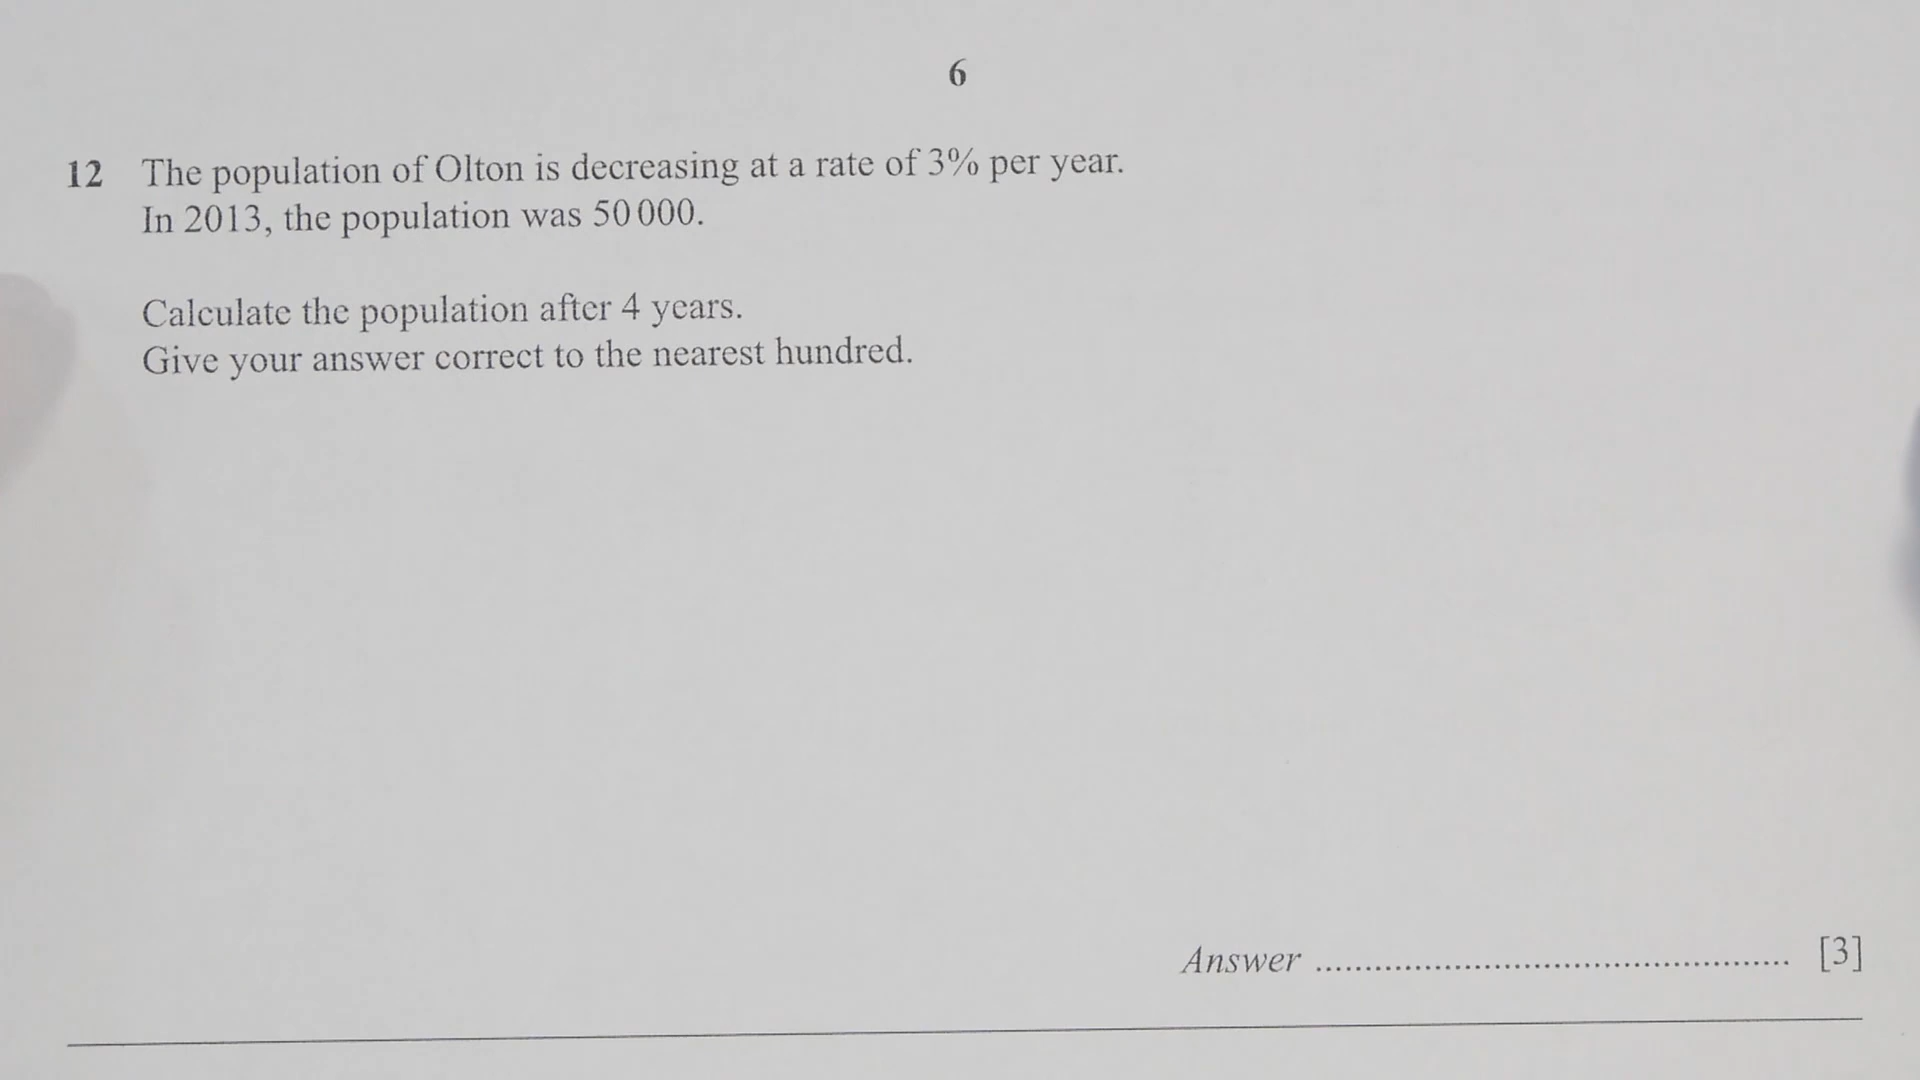 6
12 The population of Olton is decreasing at a rate of 3% per year.
In 2013, the population was 50 000.
Calculate the population after 4 years.
Give your answer correct to the nearest hundred.
Answer ................................................ [3]